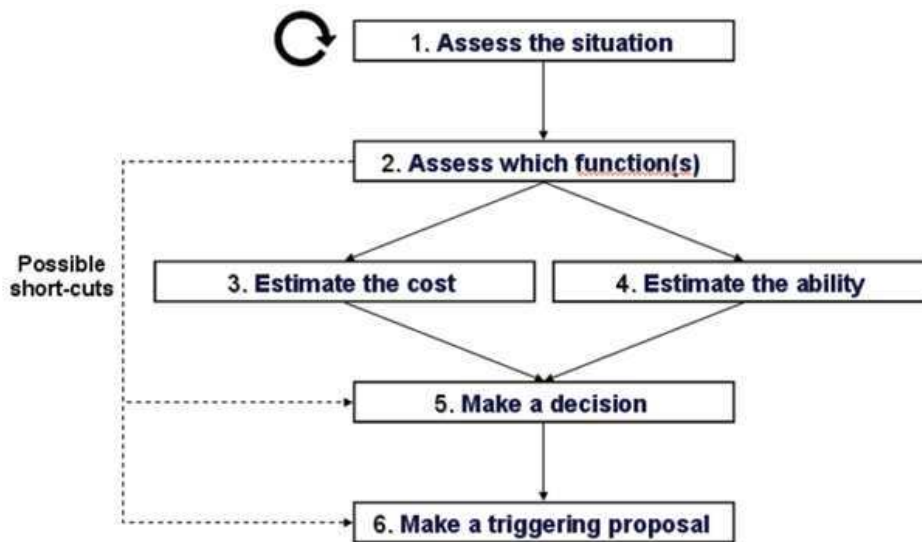 1. Assess the situation
2. Assess which function(s)
Possible
short-cuts
3. Estimate the cost
4. Estimate the ability
5. Make a decision
6. Make a triggering proposal